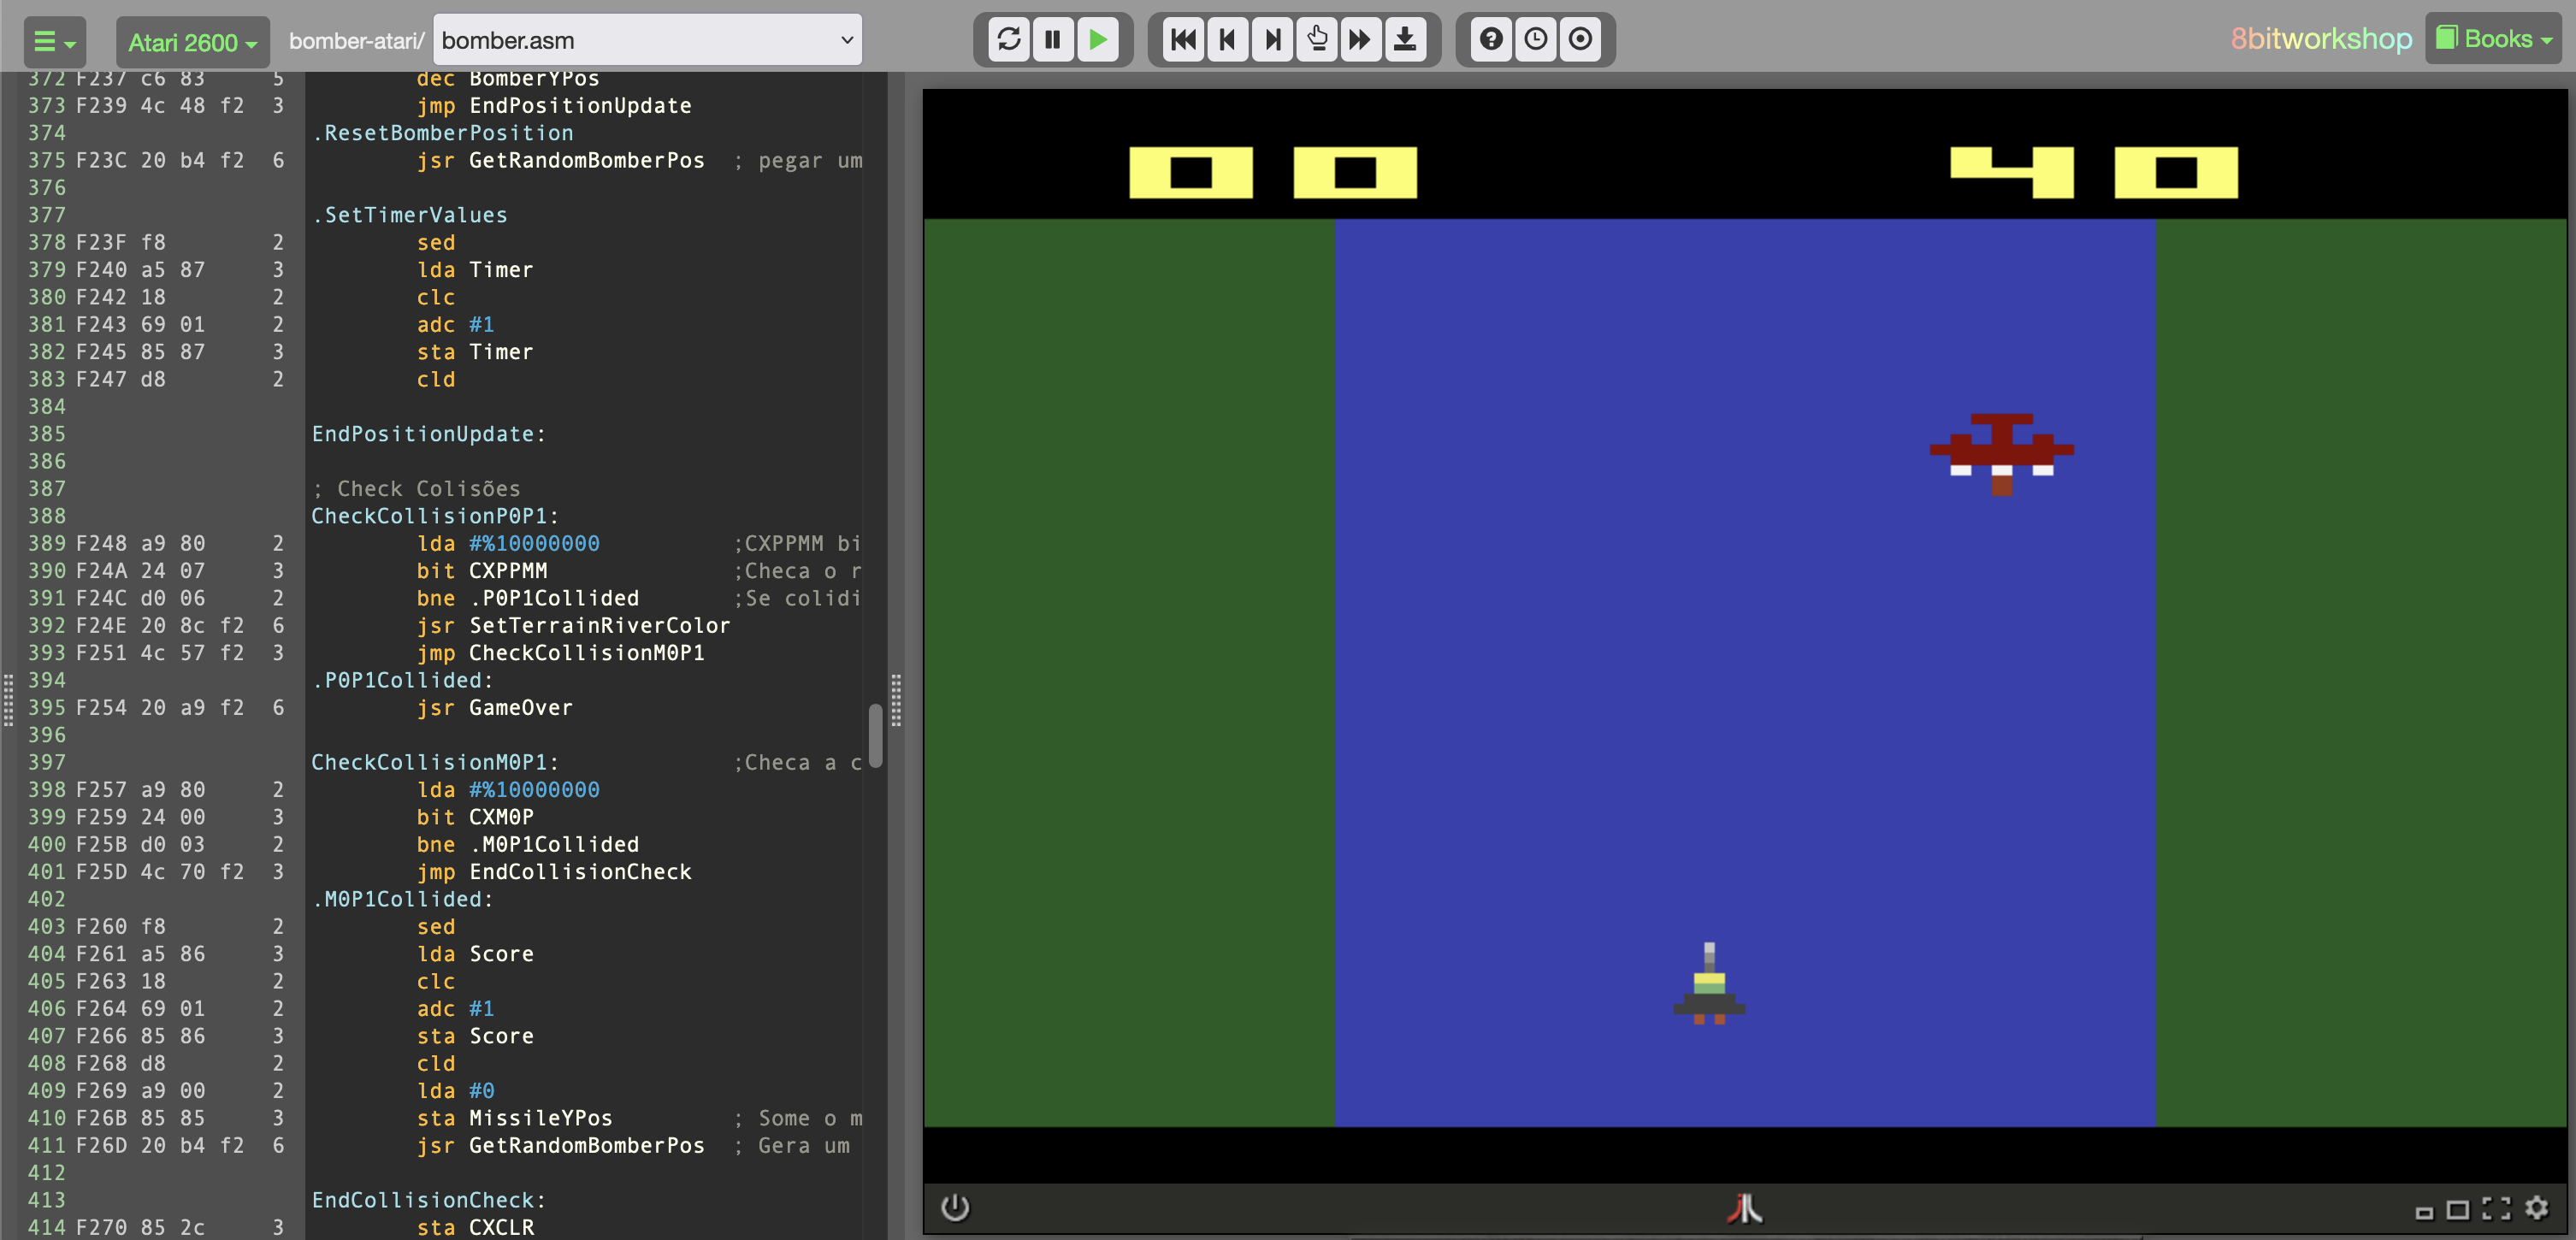 Atari 2600 bomber-atari/ bomber.asm 8bitworkshop Books
372 F237 c6 83 5 dec BomberYPos
373 F239 4c 48 f2 3 jmp EndPositionUpdate
374 .ResetBomberPosition
375 F23C 20 b4 f2 6 jsr GetRandomBomberPos ; pegar um
376
377 .SetTimerValues
378 F23F f8 2 sed
379 F240 a5 87 3 lda Timer
380 F242 18 2 clc
381 F243 69 01 2 adc #1
382 F245 85 87 3 sta Timer
383 F247 d8 2 cld
384
385 EndPositionUpdate:
386
387 ; Check Colisões
388 CheckCollisionP0P1:
389 F248 a9 80 2 lda #%10000000 ;CXPPMM bi
390 F24A 24 07 3 bit CXPPMM ;Checa o r
391 F24C d0 06 2 bne .P0P1Collided ;Se colidi
392 F24E 20 8c f2 6 jsr SetTerrainRiverColor
393 F251 4c 57 f2 3 jmp CheckCollisionM0P1
394 .P0P1Collided:
395 F254 20 a9 f2 6 jsr GameOver
396
397 CheckCollisionM0P1: ;Checa a c
398 F257 a9 80 2 lda #%10000000
399 F259 24 00 3 bit CXM0P
400 F25B d0 03 2 bne .M0P1Collided
401 F25D 4c 70 f2 3 jmp EndCollisionCheck
402 .M0P1Collided:
403 F260 f8 2 sed
404 F261 a5 86 3 lda Score
405 F263 18 2 clc
406 F264 69 01 2 adc #1
407 F266 85 86 3 sta Score
408 F268 d8 2 cld
409 F269 a9 00 2 lda #0
410 F26B 85 85 3 sta MissileYPos ; Some o m
411 F26D 20 b4 f2 6 jsr GetRandomBomberPos ; Gera um
412
413 EndCollisionCheck:
414 F270 85 2c 3 sta CXCLR
00 40